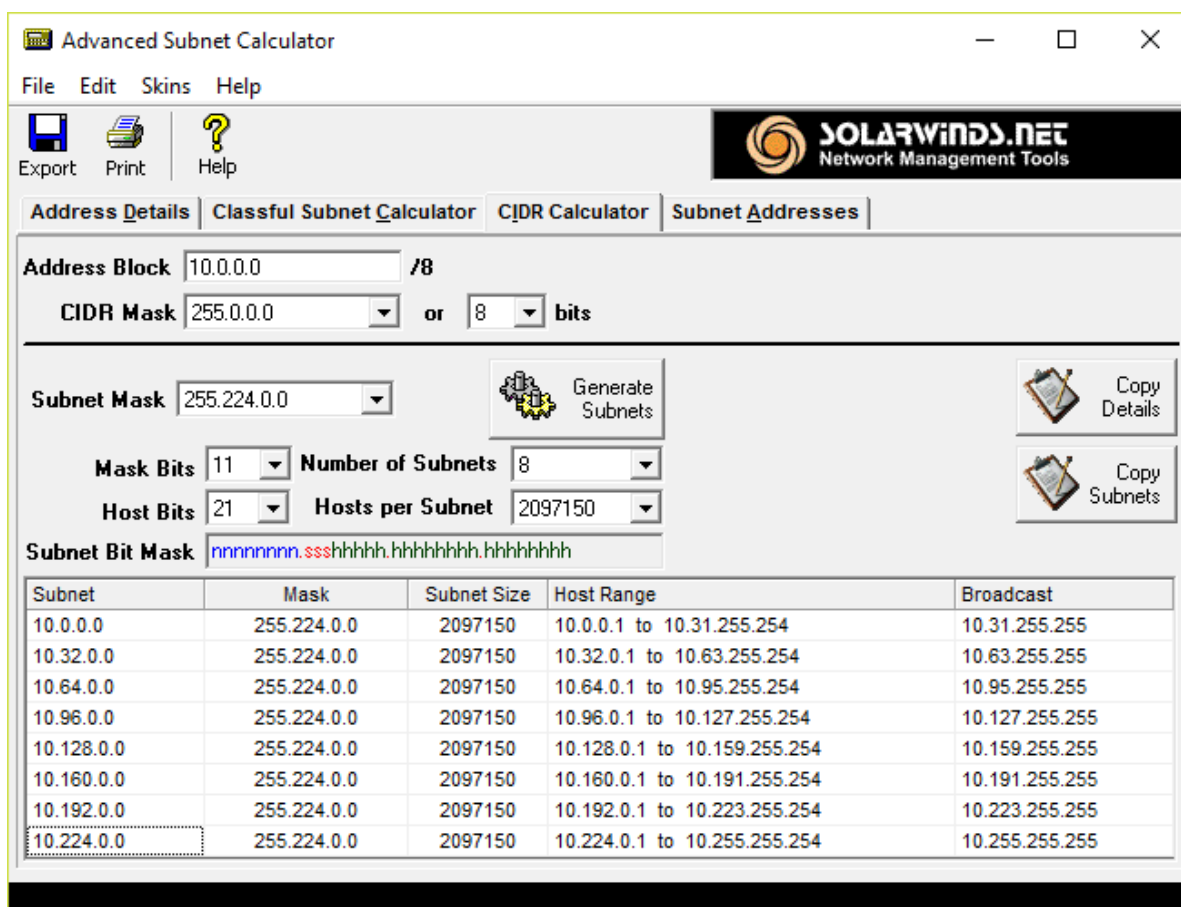 Advanced Subnet Calculator
File Edit Skins Help
Export Print Help
SOLARWINDS.NET
Network Management Tools
Address Details Classful Subnet Calculator CIDR Calculator Subnet Addresses
Address Block 10.0.0.0 /8
CIDR Mask 255.0.0.0 or 8 bits
Subnet Mask 255.224.0.0 Generate Subnets Copy Details
Mask Bits 11 Number of Subnets 8
Host Bits 21 Hosts per Subnet 2097150 Copy Subnets
Subnet Bit Mask nnnnnnnn.ssshhhhh.hhhhhhhh.hhhhhhhh
Subnet Mask Subnet Size Host Range Broadcast
10.0.0.0 255.224.0.0 2097150 10.0.0.1 to 10.31.255.254 10.31.255.255
10.32.0.0 255.224.0.0 2097150 10.32.0.1 to 10.63.255.254 10.63.255.255
10.64.0.0 255.224.0.0 2097150 10.64.0.1 to 10.95.255.254 10.95.255.255
10.96.0.0 255.224.0.0 2097150 10.96.0.1 to 10.127.255.254 10.127.255.255
10.128.0.0 255.224.0.0 2097150 10.128.0.1 to 10.159.255.254 10.159.255.255
10.160.0.0 255.224.0.0 2097150 10.160.0.1 to 10.191.255.254 10.191.255.255
10.192.0.0 255.224.0.0 2097150 10.192.0.1 to 10.223.255.254 10.223.255.255
10.224.0.0 255.224.0.0 2097150 10.224.0.1 to 10.255.255.254 10.255.255.255